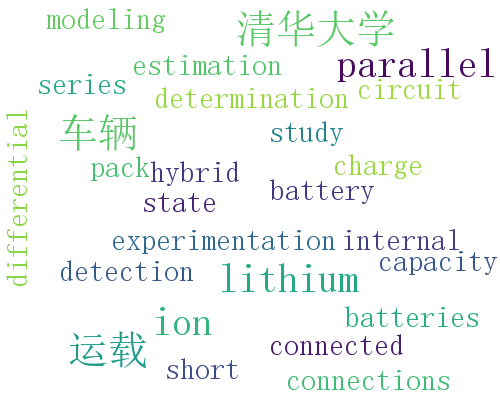 modeling
清华大学
estimation
parallel
series
determination
circuit
车辆
study
differential
pack
hybrid
charge
state
battery
experimentation
internal
detection
lithium
capacity
ion
batteries
运载
connected
short
connections